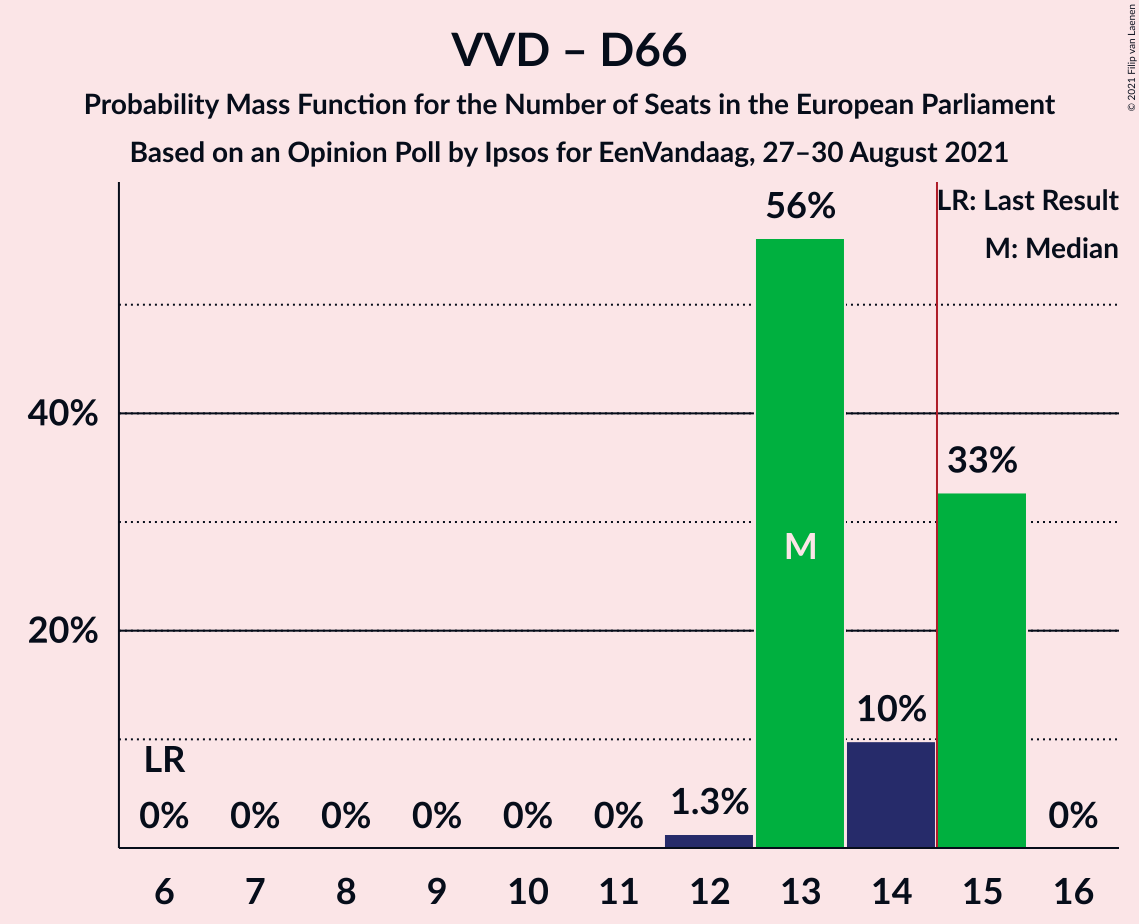 VVD – D66
Probability Mass Function for the Number of Seats in the European Parliament
Based on an Opinion Poll by Ipsos for EenVandaag, 27–30 August 2021
© 2021 Filip van Laenen
LR: Last Result
M: Median
56%
40%
33%
M
20%
10%
LR
0% 0% 0% 0% 0% 0% 1.3% 0%
6 7 8 9 10 11 12 13 14 15 16